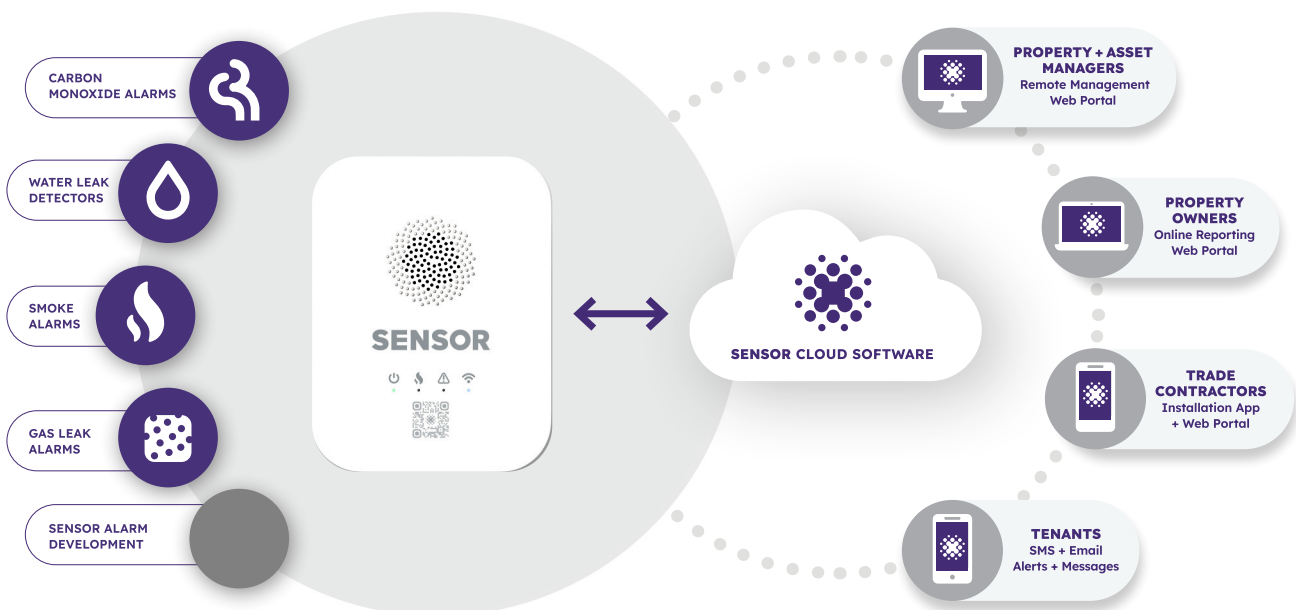 CARBON
MONOXIDE ALARMS
WATER LEAK
DETECTORS
SMOKE
ALARMS
GAS LEAK
ALARMS
SENSOR ALARM
DEVELOPMENT
SENSOR
SENSOR CLOUD SOFTWARE
PROPERTY + ASSET
MANAGERS
Remote Management
Web Portal
PROPERTY
OWNERS
Online Reporting
Web Portal
TRADE
CONTRACTORS
Installation App
+ Web Portal
TENANTS
SMS + Email
Alerts + Messages